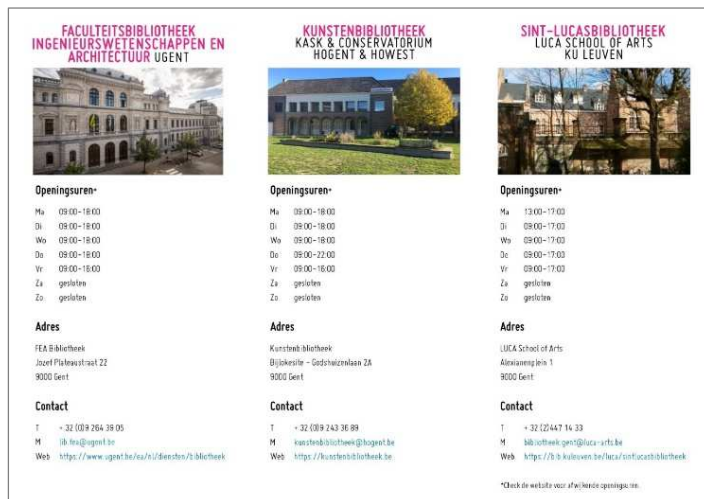 FACULTEITSBIBLIOTHEEK
INGENIEURSWETENSCHAPPEN EN
ARCHITECTUUR UGENT
Openingsuren*
Ma 09:00-18:00
Di 09:00-18:00
Wo 09:00-18:00
Do 09:00-18:00
Vr 09:00-16:00
Za gesloten
Zo gesloten
Adres
FEA Bibliotheek
Jozef Plateaustraat 22
9000 Gent
Contact
T + 32 (0)9 264 39 05
M lib.fea@ugent.be
Web https://www.ugent.be/ea/nl/diensten/bibliotheek
KUNSTENBIBLIOTHEEK
KASK & CONSERVATORIUM
HOGENT & HOWEST
Openingsuren*
Ma 09:00-18:00
Di 09:00-18:00
Wo 09:00-18:00
Do 09:00-22:00
Vr 09:00-16:00
Za gesloten
Zo gesloten
Adres
Kunstenbibliotheek
Bijlokesite - Godshuizenlaan 2A
9000 Gent
Contact
T + 32 (0)9 243 36 89
M kunstenbibliotheek@hogent.be
Web https://kunstenbibliotheek.be
SINT-LUCASBIBLIOTHEEK
LUCA SCHOOL OF ARTS
KU LEUVEN
Openingsuren*
Ma 13:00-17:00
Di 09:00-17:00
Wo 09:00-17:00
Do 09:00-17:00
Vr 09:00-17:00
Za gesloten
Zo gesloten
Adres
LUCA School of Arts
Alexianenplein 1
9000 Gent
Contact
T + 32 (2)447 14 33
M bibliotheek.gent@luca-arts.be
Web https://bib.kuleuven.be/luca/sintlucasbibliotheek
*Check de website voor afwijkende openingsuren.